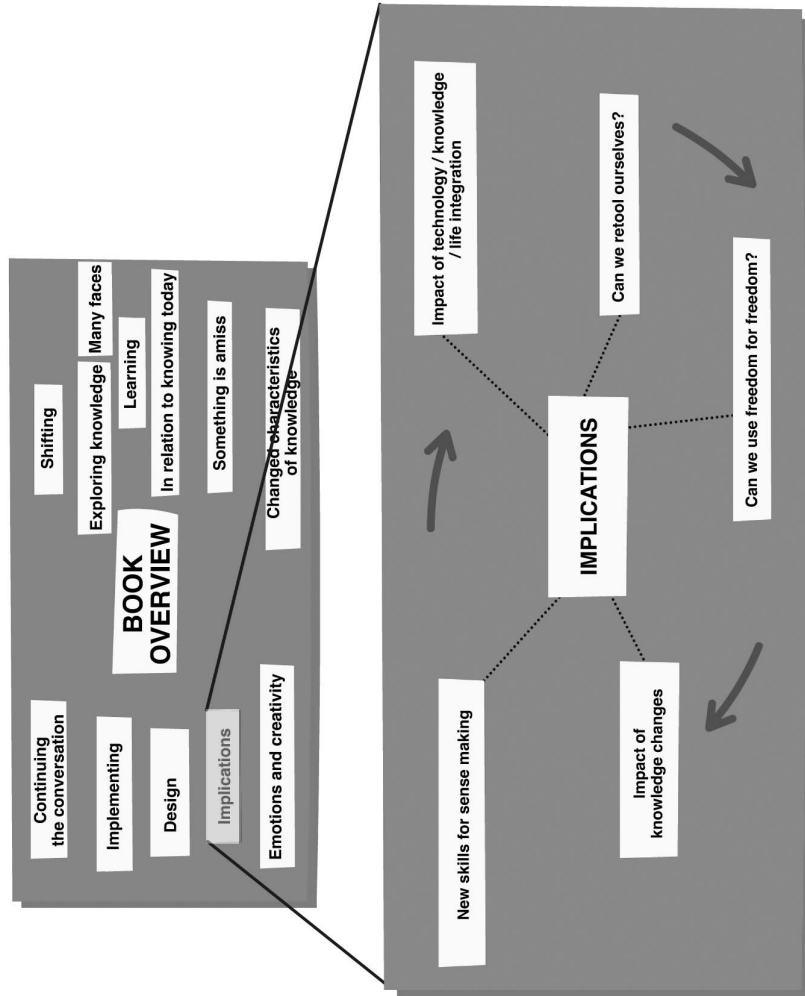 BOOK
OVERVIEW
Shifting
Exploring knowledge
Many faces
Learning
In relation to knowing today
Something is amiss
Changed characteristics
of knowledge
Emotions and creativity
Implications
Design
Implementing
Continuing
the conversation
IMPLICATIONS
Impact of technology / knowledge
/ life integration
Can we retool ourselves?
Can we use freedom for freedom?
Impact of
knowledge changes
New skills for sense making